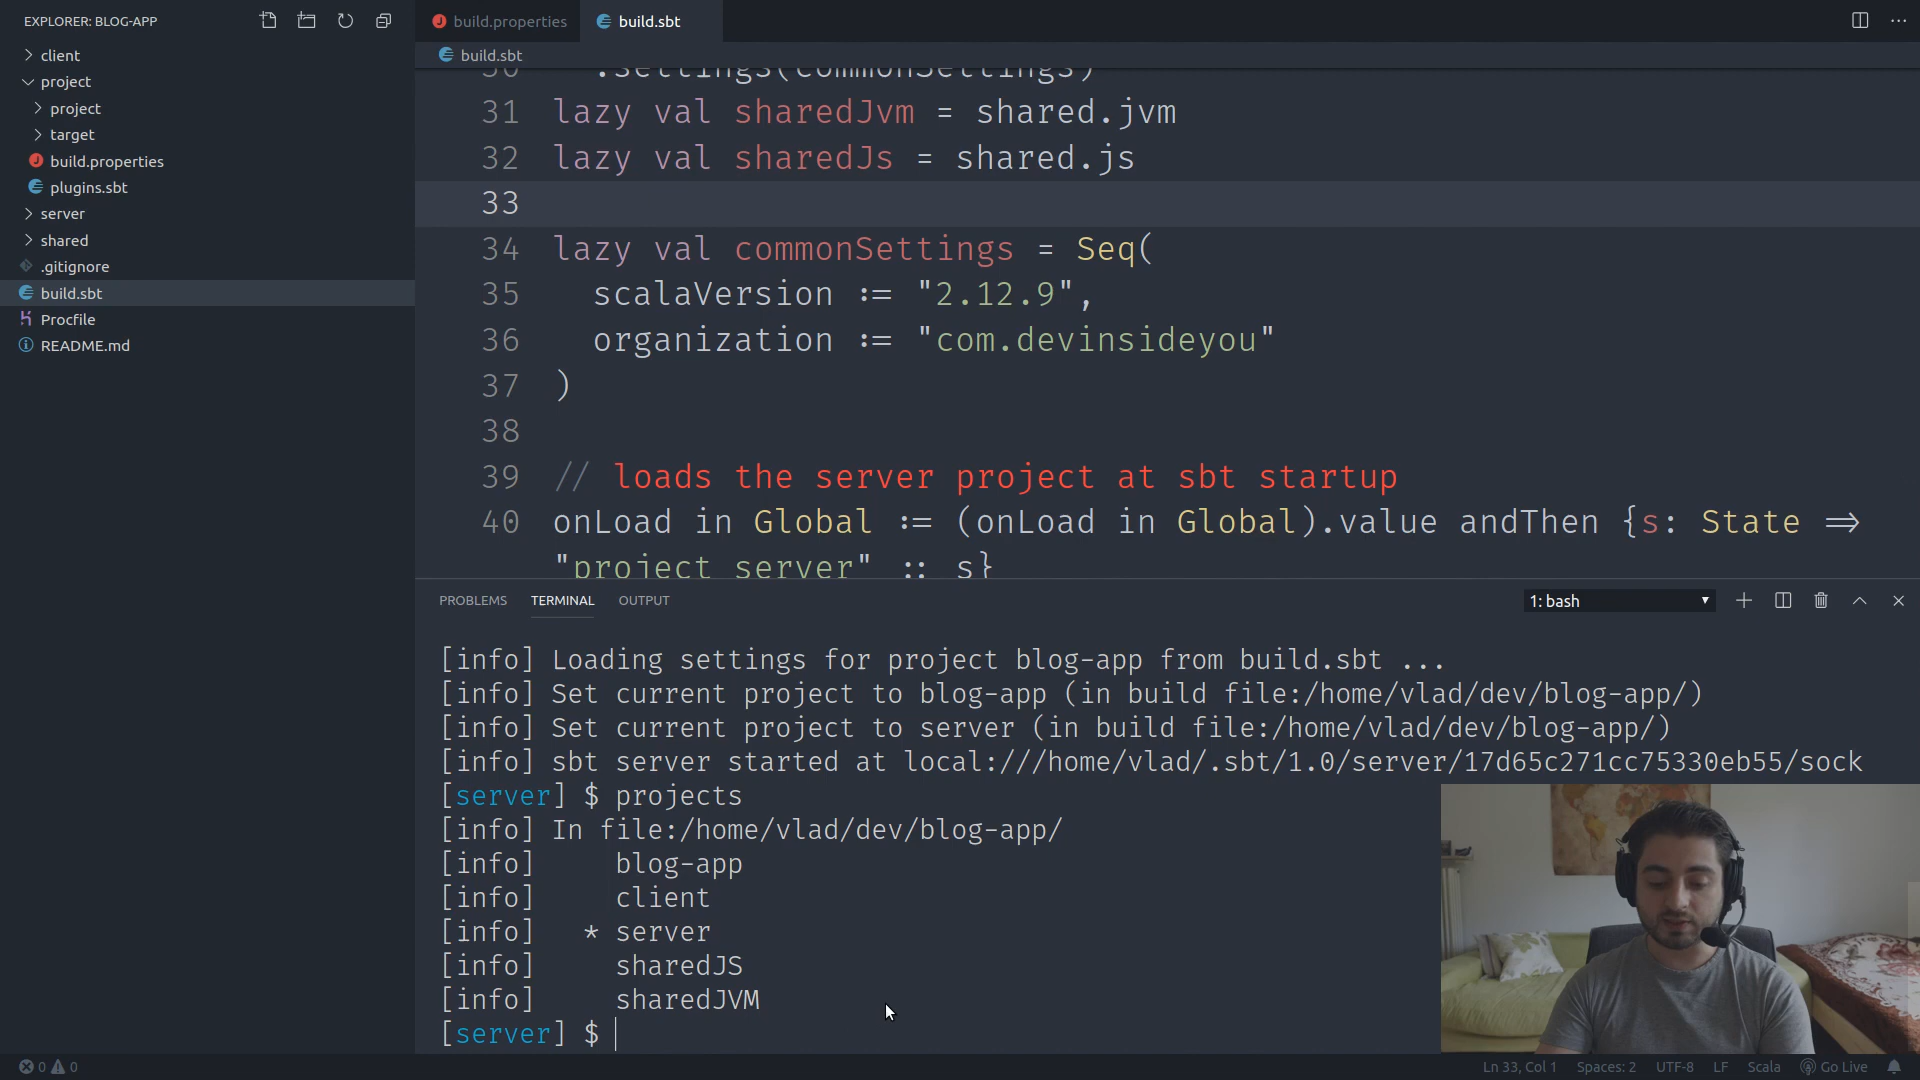 EXPLORER: BLOG-APP
client
project
project
target
build.properties
plugins.sbt
server
shared
.gitignore
build.sbt
Procfile
README.md
build.properties
build.sbt
build.sbt
30 .settings(commonSettings)
31 lazy val sharedJvm = shared.jvm
32 lazy val sharedJs = shared.js
33
34 lazy val commonSettings = Seq(
35 scalaVersion := "2.12.9",
36 organization := "com.devinsideyou"
37 )
38
39 // loads the server project at sbt startup
40 onLoad in Global := (onLoad in Global).value andThen {s: State =>
"project server" :: s}
PROBLEMS TERMINAL OUTPUT
1: bash
[info] Loading settings for project blog-app from build.sbt ...
[info] Set current project to blog-app (in build file:/home/vlad/dev/blog-app/)
[info] Set current project to server (in build file:/home/vlad/dev/blog-app/)
[info] sbt server started at local:///home/vlad/.sbt/1.0/server/17d65c271cc75330eb55/sock
[server] $ projects
[info] In file:/home/vlad/dev/blog-app/
[info] blog-app
[info] client
[info] * server
[info] sharedJS
[info] sharedJVM
[server] $
0 0
Ln 33, Col 1 Spaces: 2 UTF-8 LF Scala Go Live